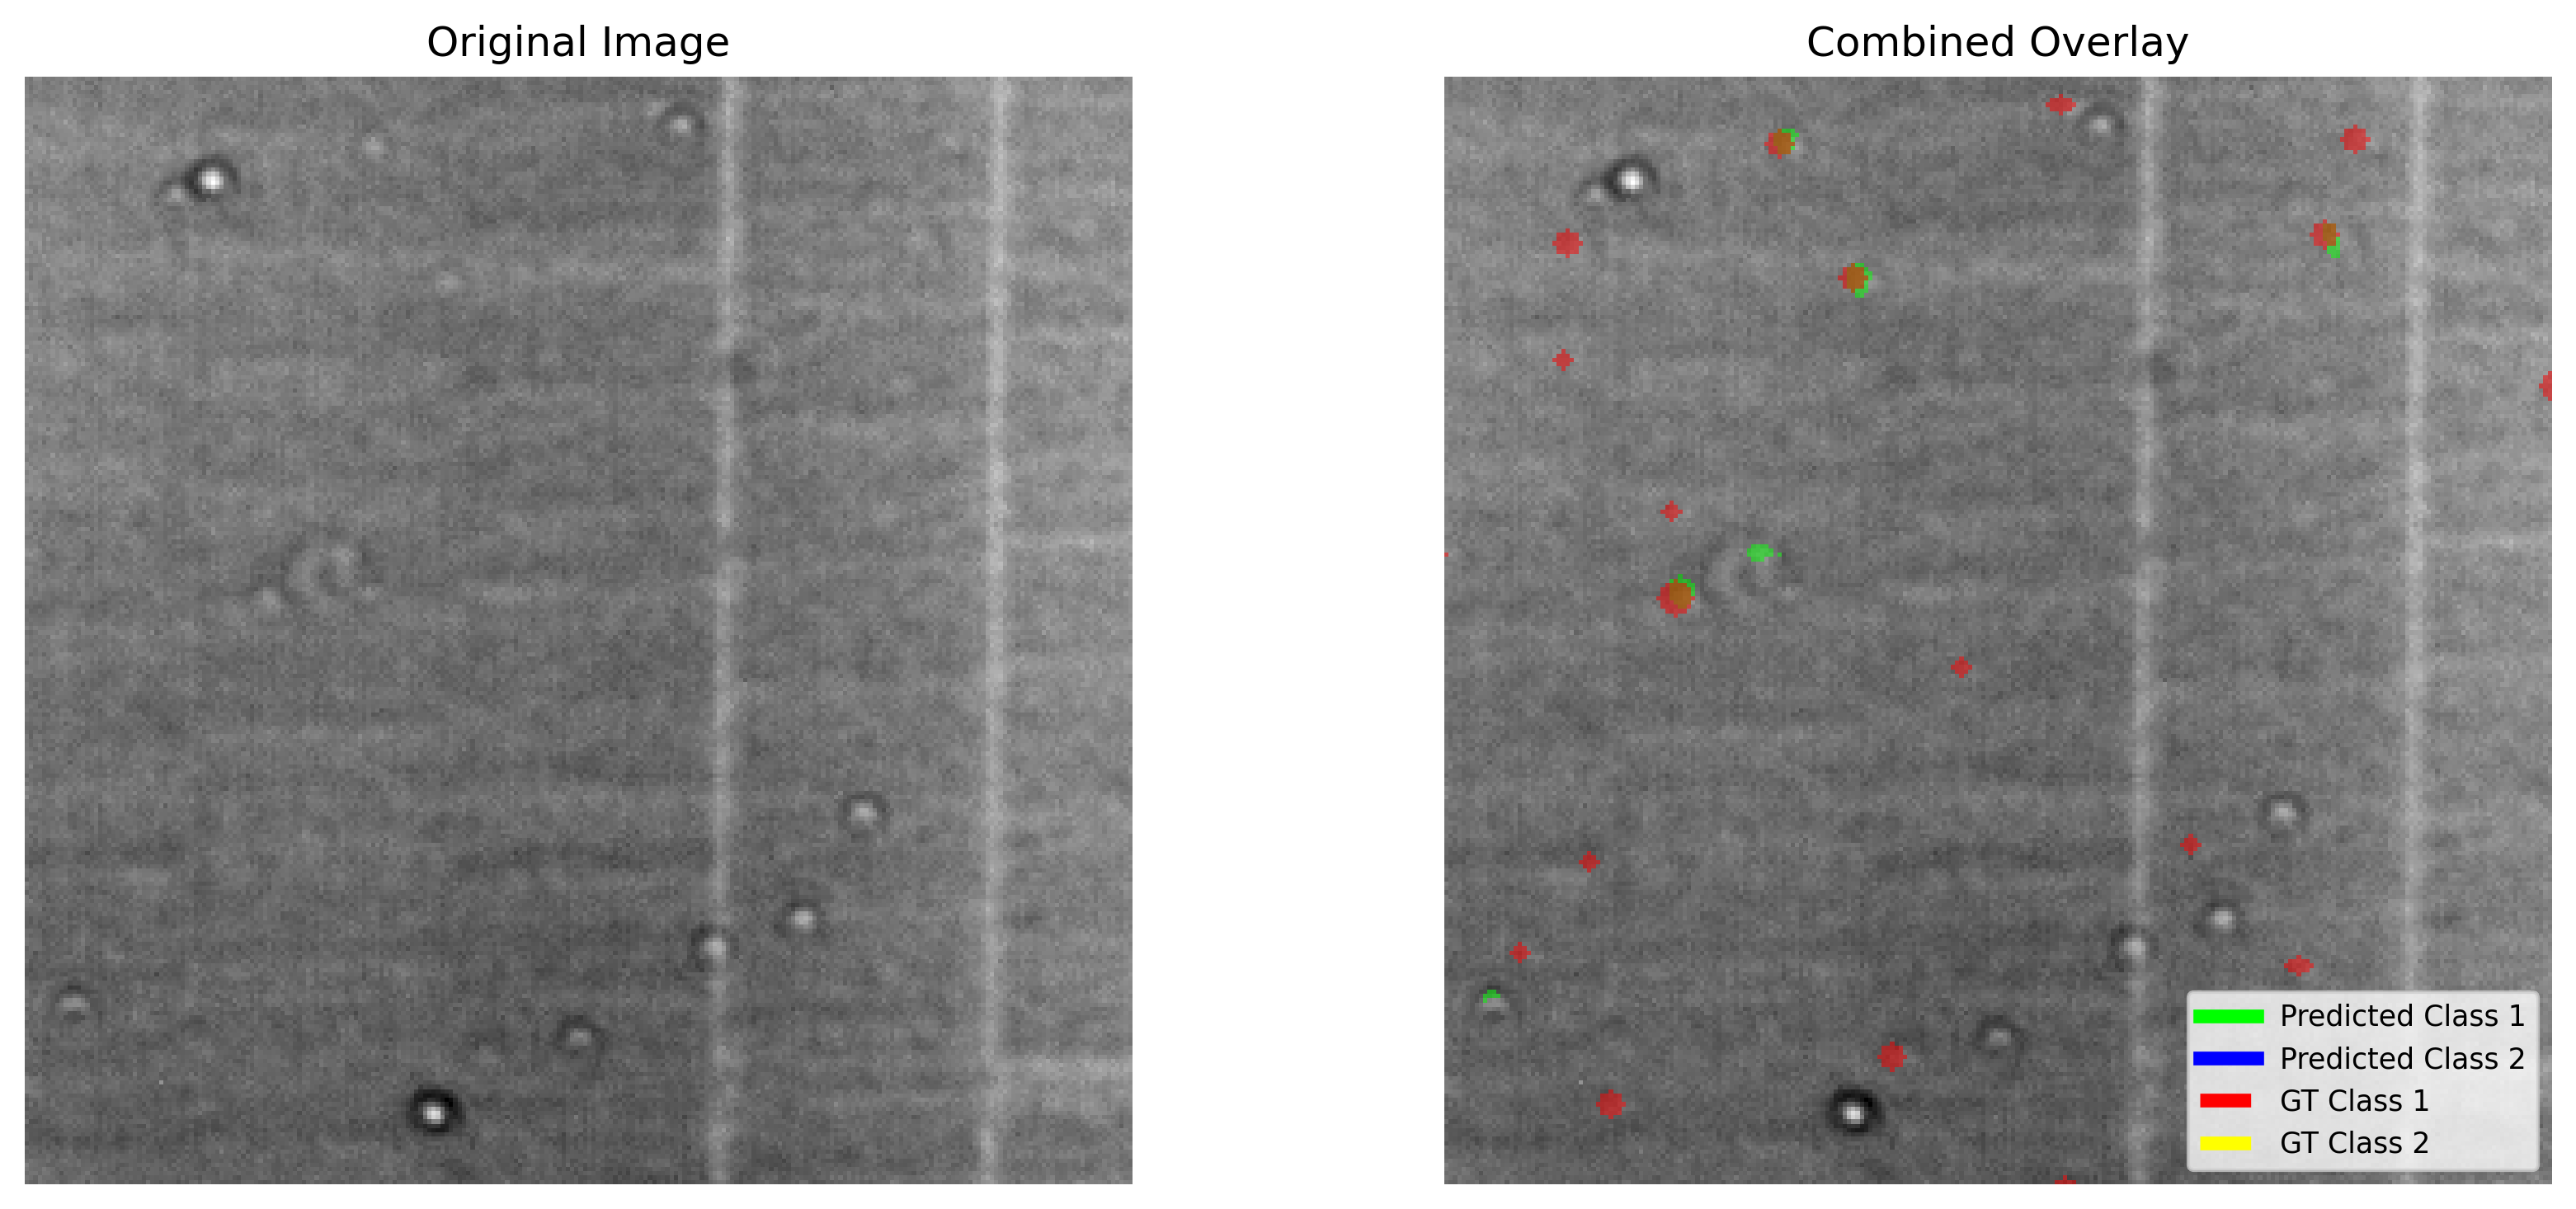 Original Image
Combined Overlay
Predicted Class 1
Predicted Class 2
GT Class 1
GT Class 2